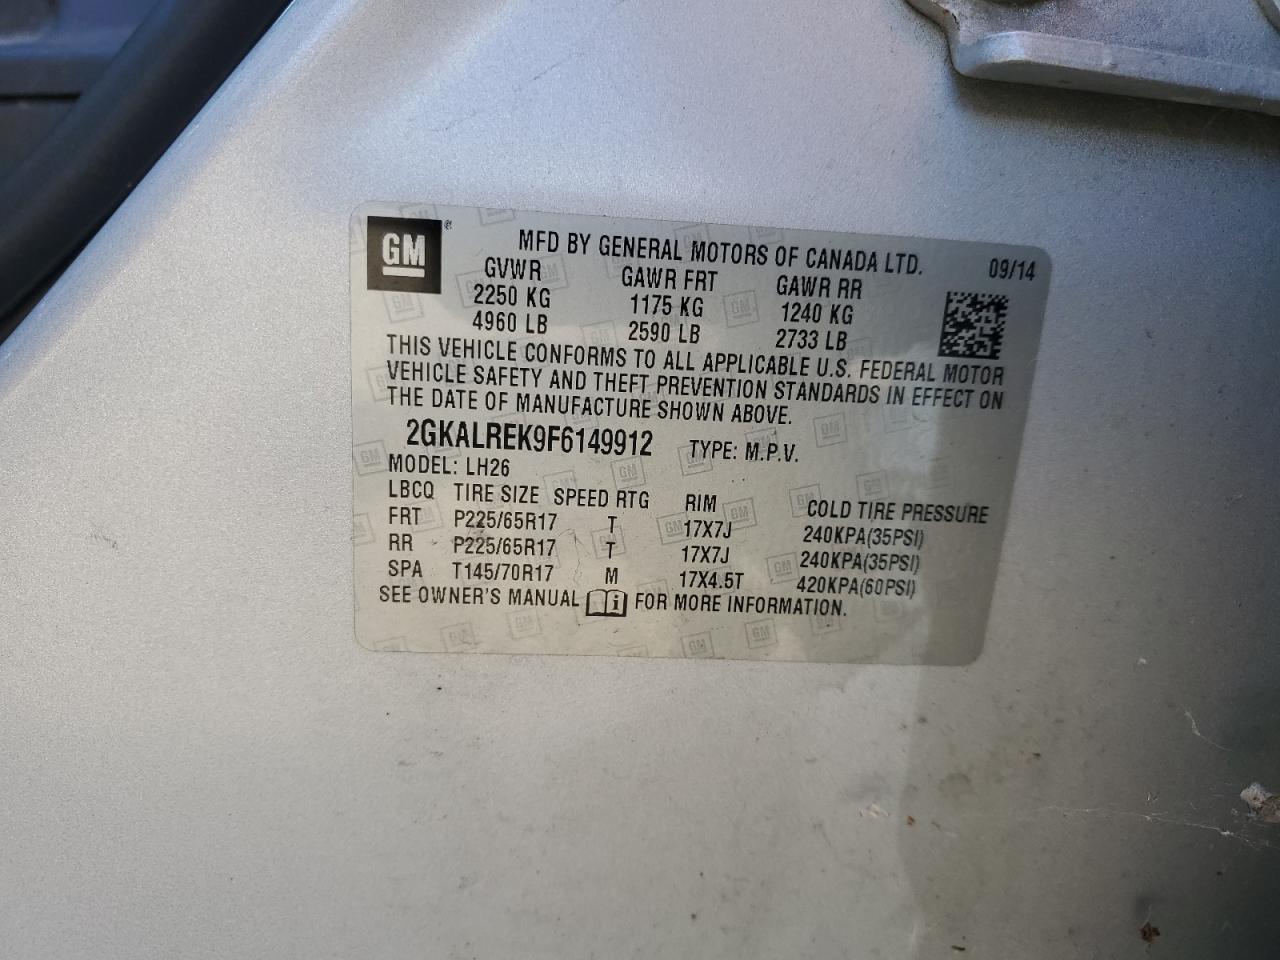 GM ®
MFD BY GENERAL MOTORS OF CANADA LTD. 09/14
GVWR GAWR FRT GAWR RR
2250 KG 1175 KG 1240 KG
4960 LB 2590 LB 2733 LB
THIS VEHICLE CONFORMS TO ALL APPLICABLE U.S. FEDERAL MOTOR
VEHICLE SAFETY AND THEFT PREVENTION STANDARDS IN EFFECT ON
THE DATE OF MANUFACTURE SHOWN ABOVE.
2GKALREK9F6149912 TYPE: M.P.V.
MODEL: LH26
LBCQ TIRE SIZE SPEED RTG RIM COLD TIRE PRESSURE
FRT P225/65R17 T 17X7J 240KPA(35PSI)
RR P225/65R17 T 17X7J 240KPA(35PSI)
SPA T145/70R17 M 17X4.5T 420KPA(60PSI)
SEE OWNER'S MANUAL i FOR MORE INFORMATION.